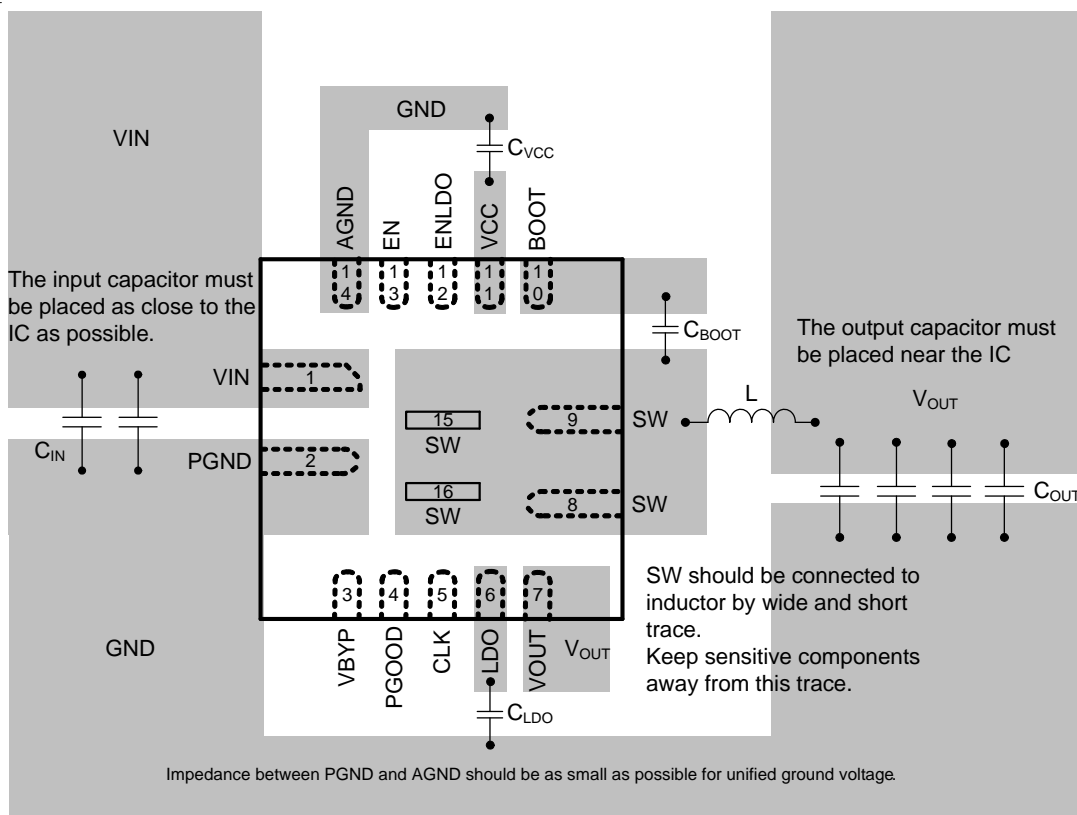 VIN
GND
C_VCC
AGND
EN
ENLDO
VCC
BOOT
14
13
12
11
10
The input capacitor must
be placed as close to the
IC as possible.
C_BOOT
The output capacitor must
be placed near the IC
VIN
1
L
V_OUT
15
SW
9
SW
C_IN
PGND
2
16
SW
8
SW
C_OUT
3
4
5
6
7
VBYP
PGOOD
CLK
LDO
VOUT
V_OUT
GND
SW should be connected to
inductor by wide and short
trace.
Keep sensitive components
away from this trace.
C_LDO
Impedance between PGND and AGND should be as small as possible for unified ground voltage.